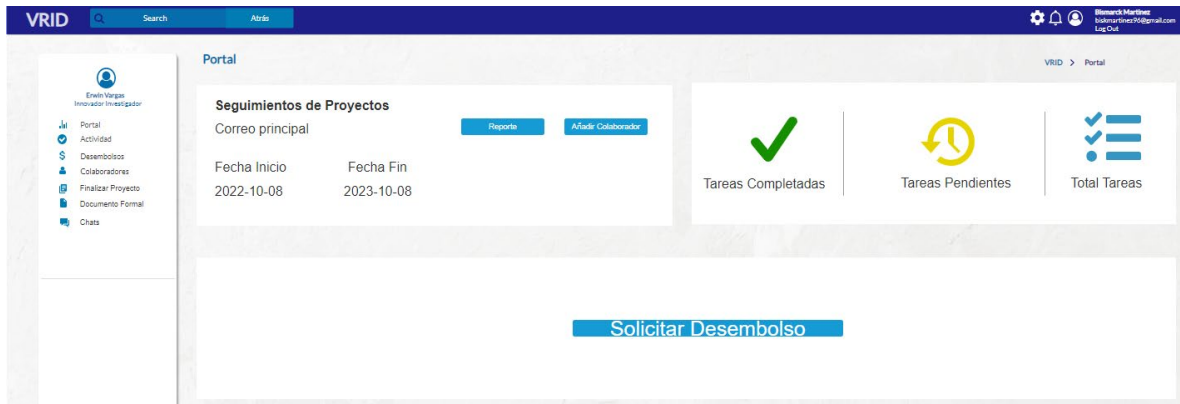 VRID Search Atrás
Bismarck Martinez
biskmartinez96@gmail.com
Log Out
Portal
VRID > Portal
Erwin Vargas
Innovador Investigador
Portal
Actividad
Desembolsos
Colaboradores
Finalizar Proyecto
Documento Formal
Chats
Seguimientos de Proyectos
Correo principal
Reporte
Añadir Colaborador
Fecha Inicio Fecha Fin
2022-10-08 2023-10-08
Tareas Completadas
Tareas Pendientes
Total Tareas
Solicitar Desembolso